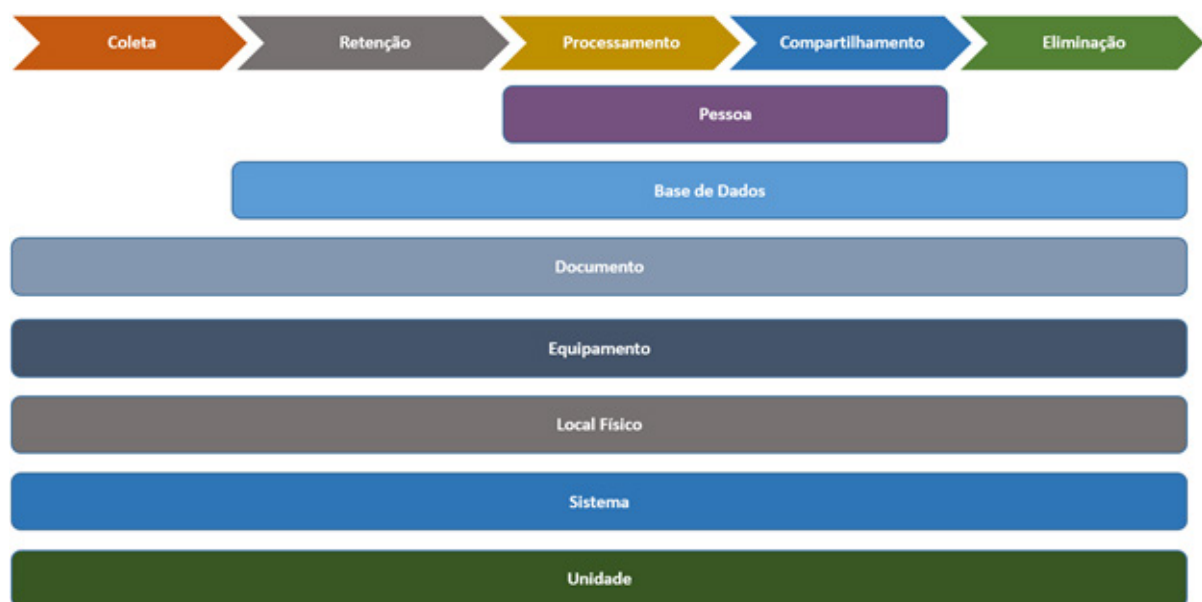 Coleta
Retenção
Processamento
Compartilhamento
Eliminação
Pessoa
Base de Dados
Documento
Equipamento
Local Físico
Sistema
Unidade